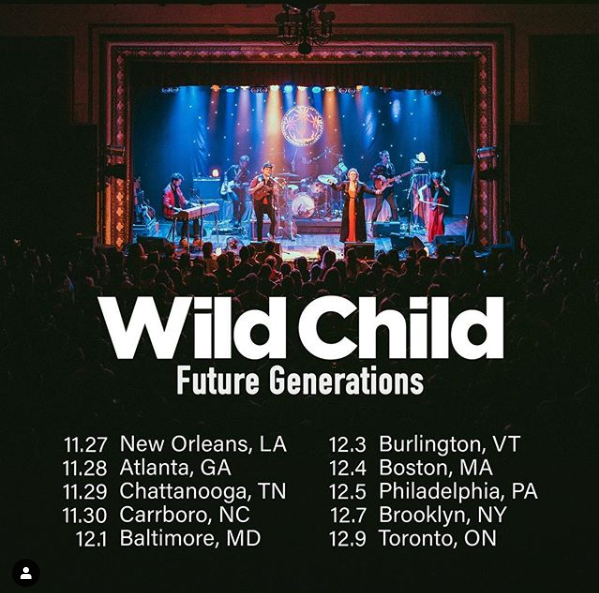 Wild Child
Future Generations
11.27 New Orleans, LA
11.28 Atlanta, GA
11.29 Chattanooga, TN
11.30 Carrboro, NC
12.1 Baltimore, MD
12.3 Burlington, VT
12.4 Boston, MA
12.5 Philadelphia, PA
12.7 Brooklyn, NY
12.9 Toronto, ON